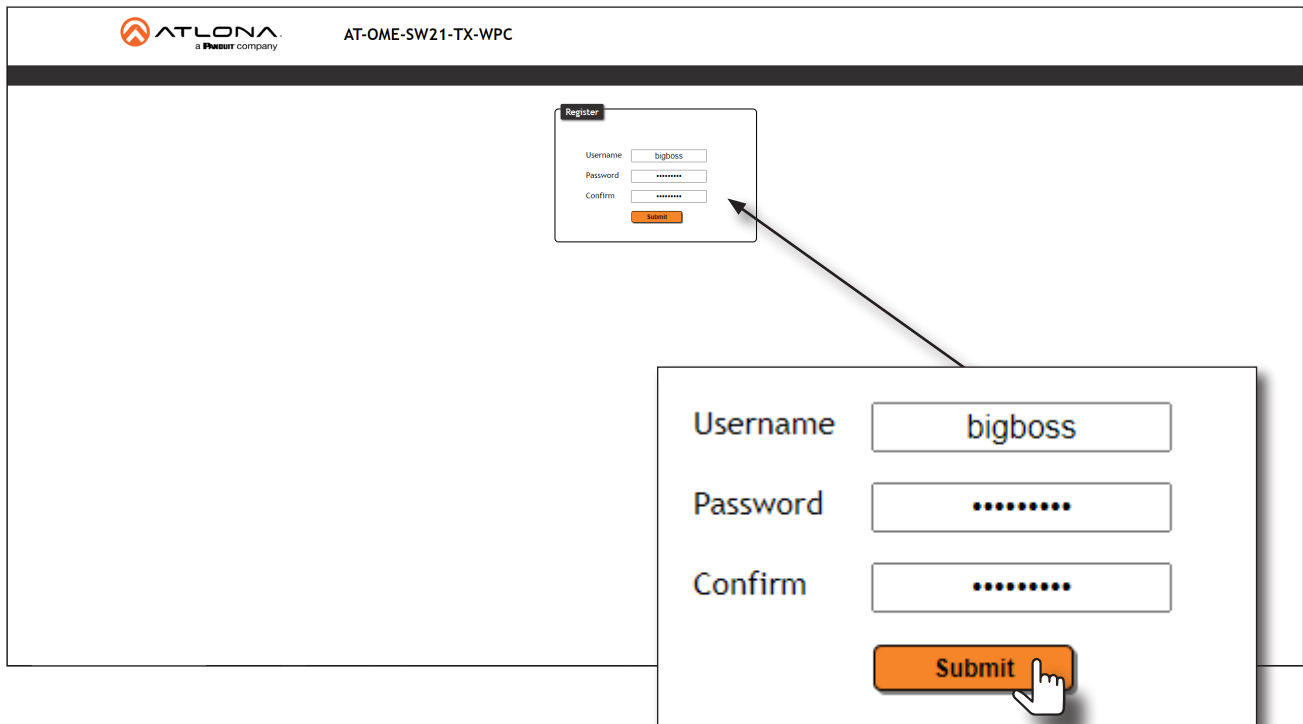 ATLONA.
a PANDUIT company
AT-OME-SW21-TX-WPC
Register
Username bigboss
Password •••••••••
Confirm •••••••••
Submit
Username bigboss
Password •••••••••
Confirm •••••••••
Submit